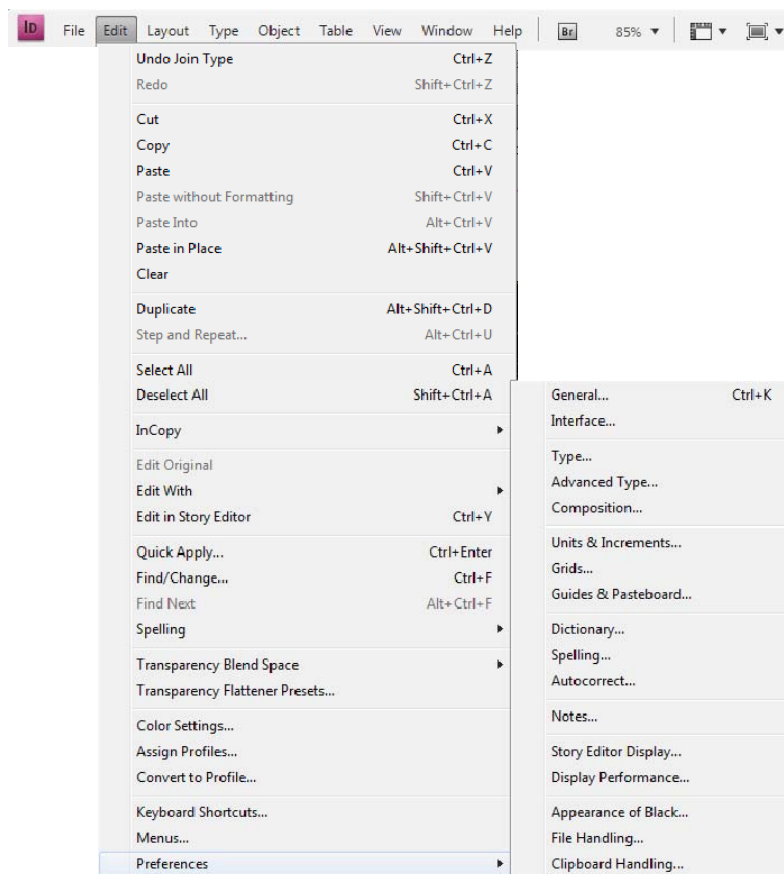 ID File Edit Layout Type Object Table View Window Help Br 85%
Undo Join Type Ctrl+Z
Redo Shift+Ctrl+Z
Cut Ctrl+X
Copy Ctrl+C
Paste Ctrl+V
Paste without Formatting Shift+Ctrl+V
Paste Into Alt+Ctrl+V
Paste in Place Alt+Shift+Ctrl+V
Clear
Duplicate Alt+Shift+Ctrl+D
Step and Repeat... Alt+Ctrl+U
Select All Ctrl+A
Deselect All Shift+Ctrl+A
InCopy
Edit Original
Edit With
Edit in Story Editor Ctrl+Y
Quick Apply... Ctrl+Enter
Find/Change... Ctrl+F
Find Next Alt+Ctrl+F
Spelling
Transparency Blend Space
Transparency Flattener Presets...
Color Settings...
Assign Profiles...
Convert to Profile...
Keyboard Shortcuts...
Menus...
Preferences
General... Ctrl+K
Interface...
Type...
Advanced Type...
Composition...
Units & Increments...
Grids...
Guides & Pasteboard...
Dictionary...
Spelling...
Autocorrect...
Notes...
Story Editor Display...
Display Performance...
Appearance of Black...
File Handling...
Clipboard Handling...